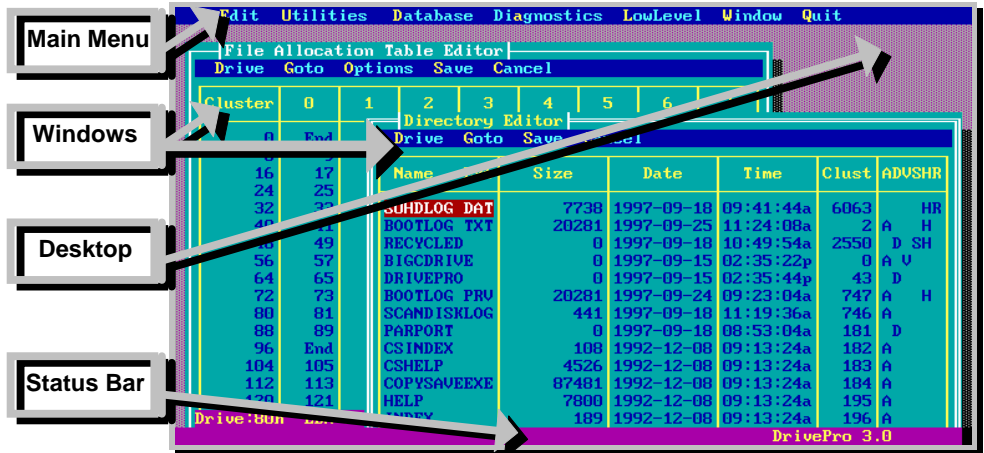 Main Menu
Windows
Desktop
Status Bar
Edit Utilities Database Diagnostics LowLevel Window Quit
File Allocation Table Editor
Drive Goto Options Save Cancel
Cluster 0 1 2 3 4 5 6
0 End
9
16 17
24 25
32
49
56 57
64 65
72 73
80 81
88 89
96 End
104 105
112 113
120 121
Drive:80h
Directory Editor
Drive Goto Save
Name Size Date Time Clust ADVSHR
SUHDLOG DAT 7738 1997-09-18 09:41:44a 6063 HR
BOOTLOG TXT 20281 1997-09-25 11:24:08a 2 A H
RECYCLED 0 1997-09-18 10:49:54a 2550 D SH
BIGCDRIVE 0 1997-09-15 02:35:22p 0 A V
DRIVEPRO 0 1997-09-15 02:35:44p 43 D
BOOTLOG PRV 20281 1997-09-24 09:23:04a 747 A H
SCANDISKLOG 441 1997-09-18 11:19:36a 746 A
PARPORT 0 1997-09-18 08:53:04a 181 D
CSINDEX 108 1992-12-08 09:13:24a 182 A
CSHELP 4526 1992-12-08 09:13:24a 183 A
COPYSAVEEXE 87481 1992-12-08 09:13:24a 184 A
HELP 7800 1992-12-08 09:13:24a 195 A
INDEX 189 1992-12-08 09:13:24a 196 A
DrivePro 3.0